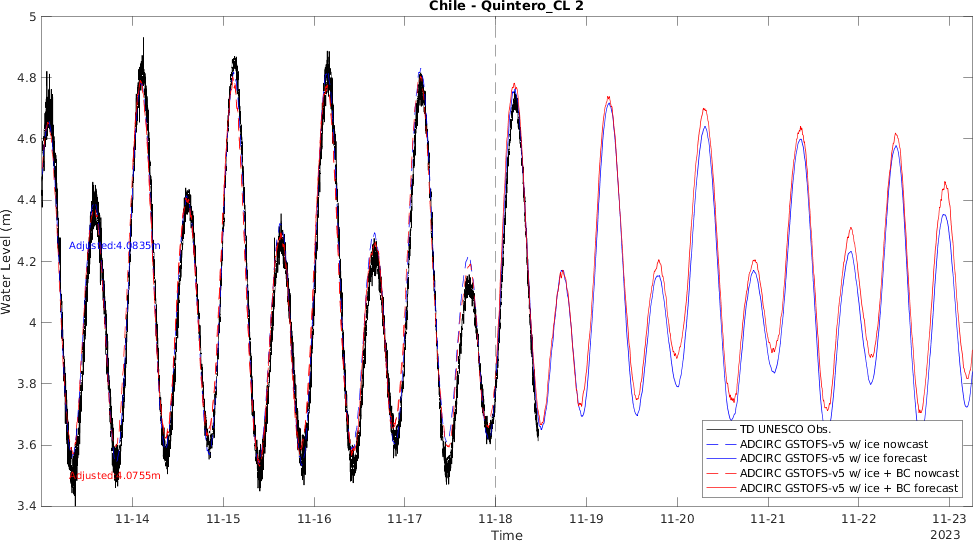 Chile - Quintero_CL 2
Water Level (m)
5
4.8
4.6
4.4
4.2
4
3.8
3.6
3.4
Adjusted:4.0835m
Adjusted:4.0755m
TD UNESCO Obs.
ADCIRC GSTOFS-v5 w/ ice nowcast
ADCIRC GSTOFS-v5 w/ ice forecast
ADCIRC GSTOFS-v5 w/ ice + BC nowcast
ADCIRC GSTOFS-v5 w/ ice + BC forecast
11-14 11-15 11-16 11-17 11-18 11-19 11-20 11-21 11-22 11-23
Time
2023